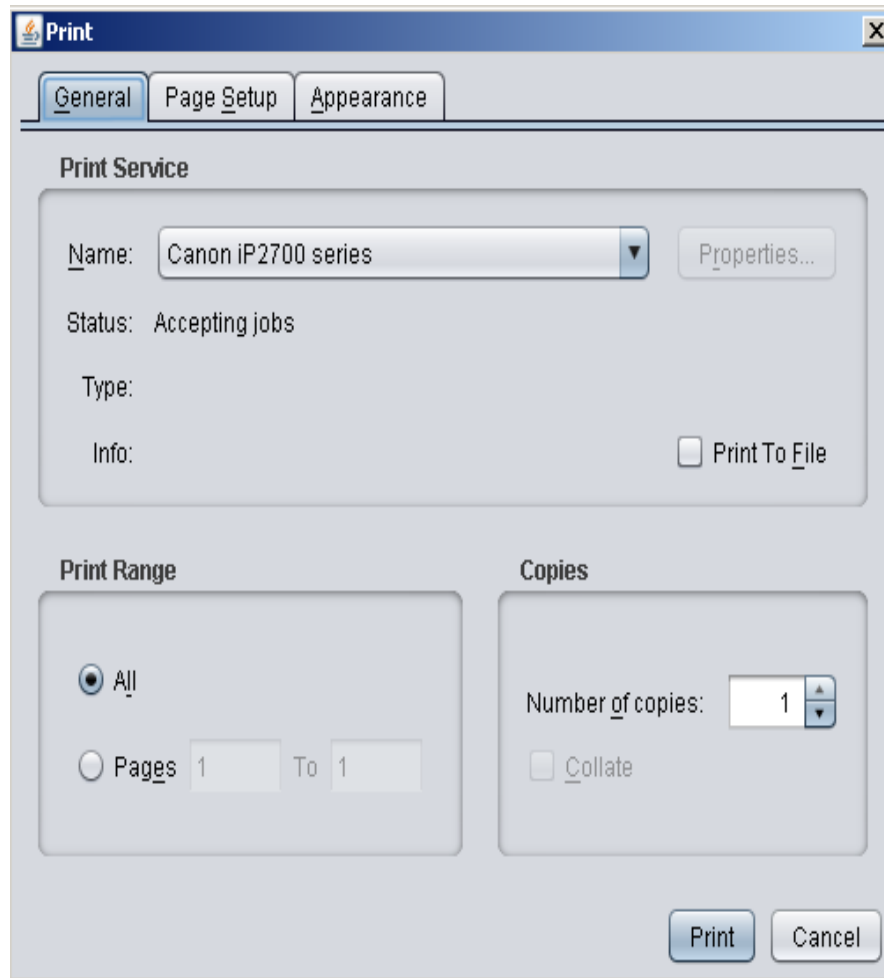 Print
General Page Setup Appearance
Print Service
Name: Canon iP2700 series Properties...
Status: Accepting jobs
Type:
Info: Print To File
Print Range Copies
All
Number of copies: 1
Pages 1 To 1 Collate
Print Cancel